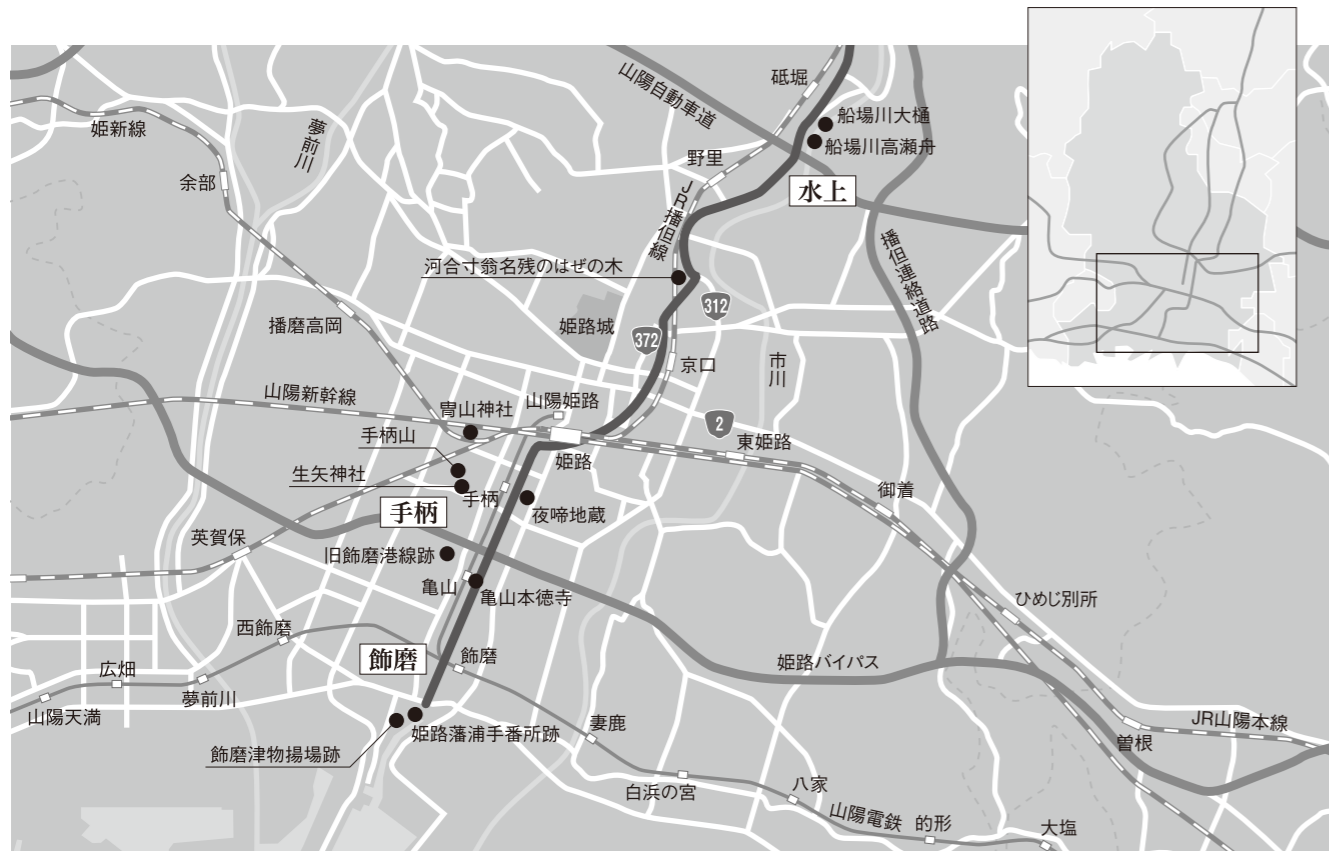 砥堀
山陽自動車道
船場川大樋
船場川高瀬舟
姫新線
夢前川
野里
余部
水上
JR播但線
播但連絡道路
河合寸翁名残のはぜの木
312
播磨高岡
姫路城
372
京口
市川
山陽新幹線
冑山神社
山陽姫路
2
手柄山
東姫路
姫路
生矢神社
手柄
御着
手柄
夜啼地蔵
英賀保
旧飾磨港線跡
亀山
亀山本徳寺
ひめじ別所
西飾磨
飾磨
飾磨
姫路バイパス
広畑
夢前川
山陽天満
姫路藩浦手番所跡
妻鹿
JR山陽本線
曽根
飾磨津物揚場跡
白浜の宮
八家
山陽電鉄
的形
大塩